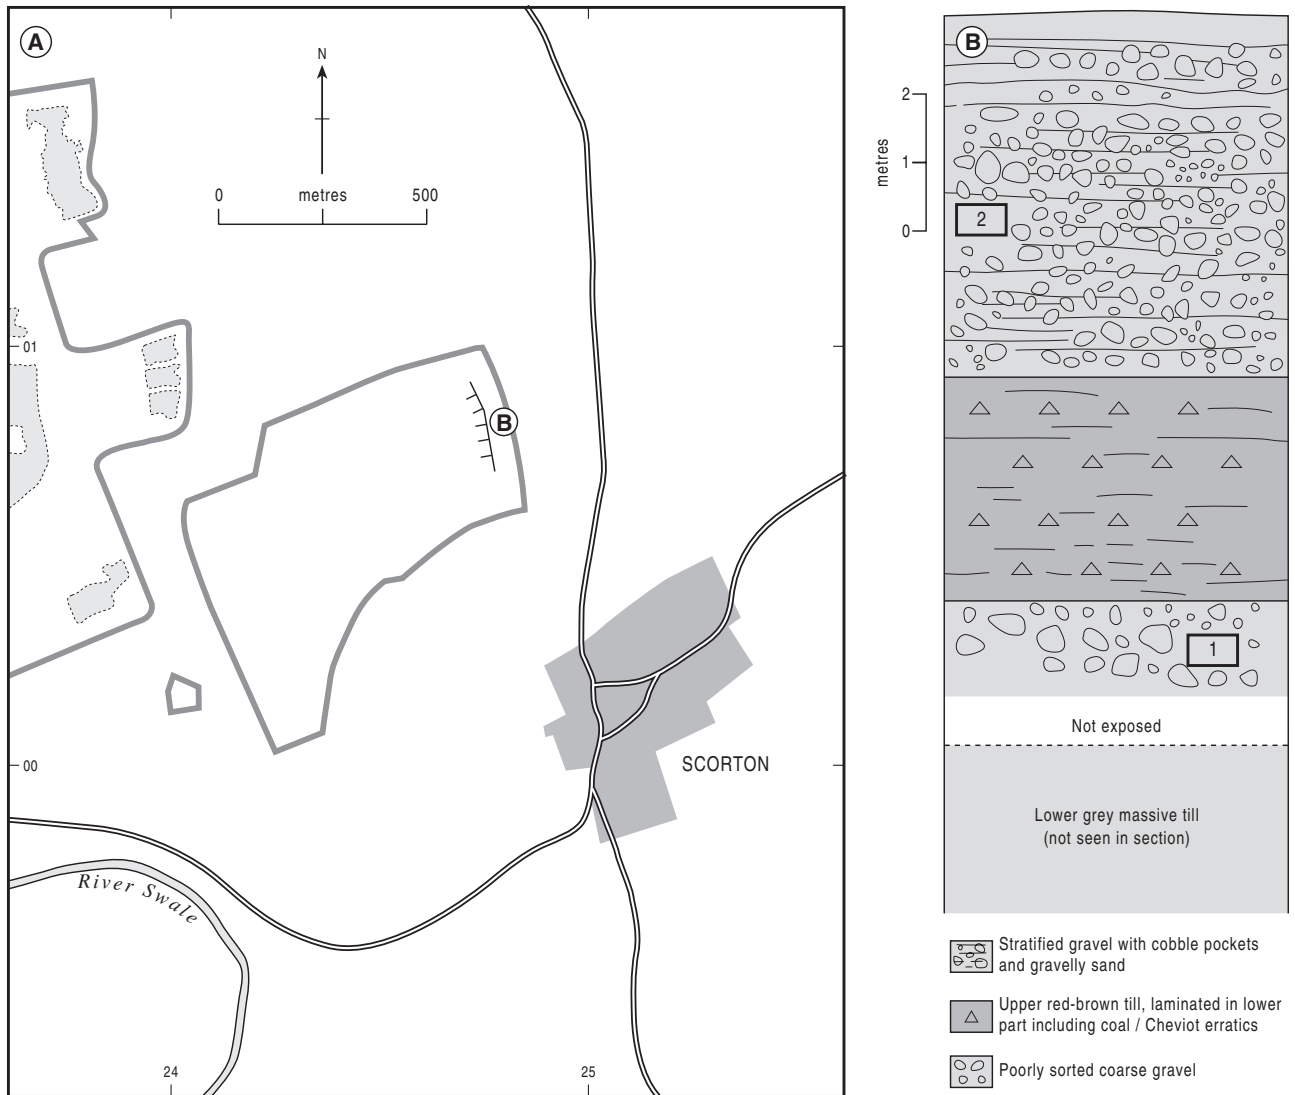 A
N
0 metres 500
01
B
00
SCORTON
River Swale
24
25
B
metres
2
1
0
2
1
Not exposed
Lower grey massive till
(not seen in section)
Stratified gravel with cobble pockets
and gravelly sand
Upper red-brown till, laminated in lower
part including coal / Cheviot erratics
Poorly sorted coarse gravel